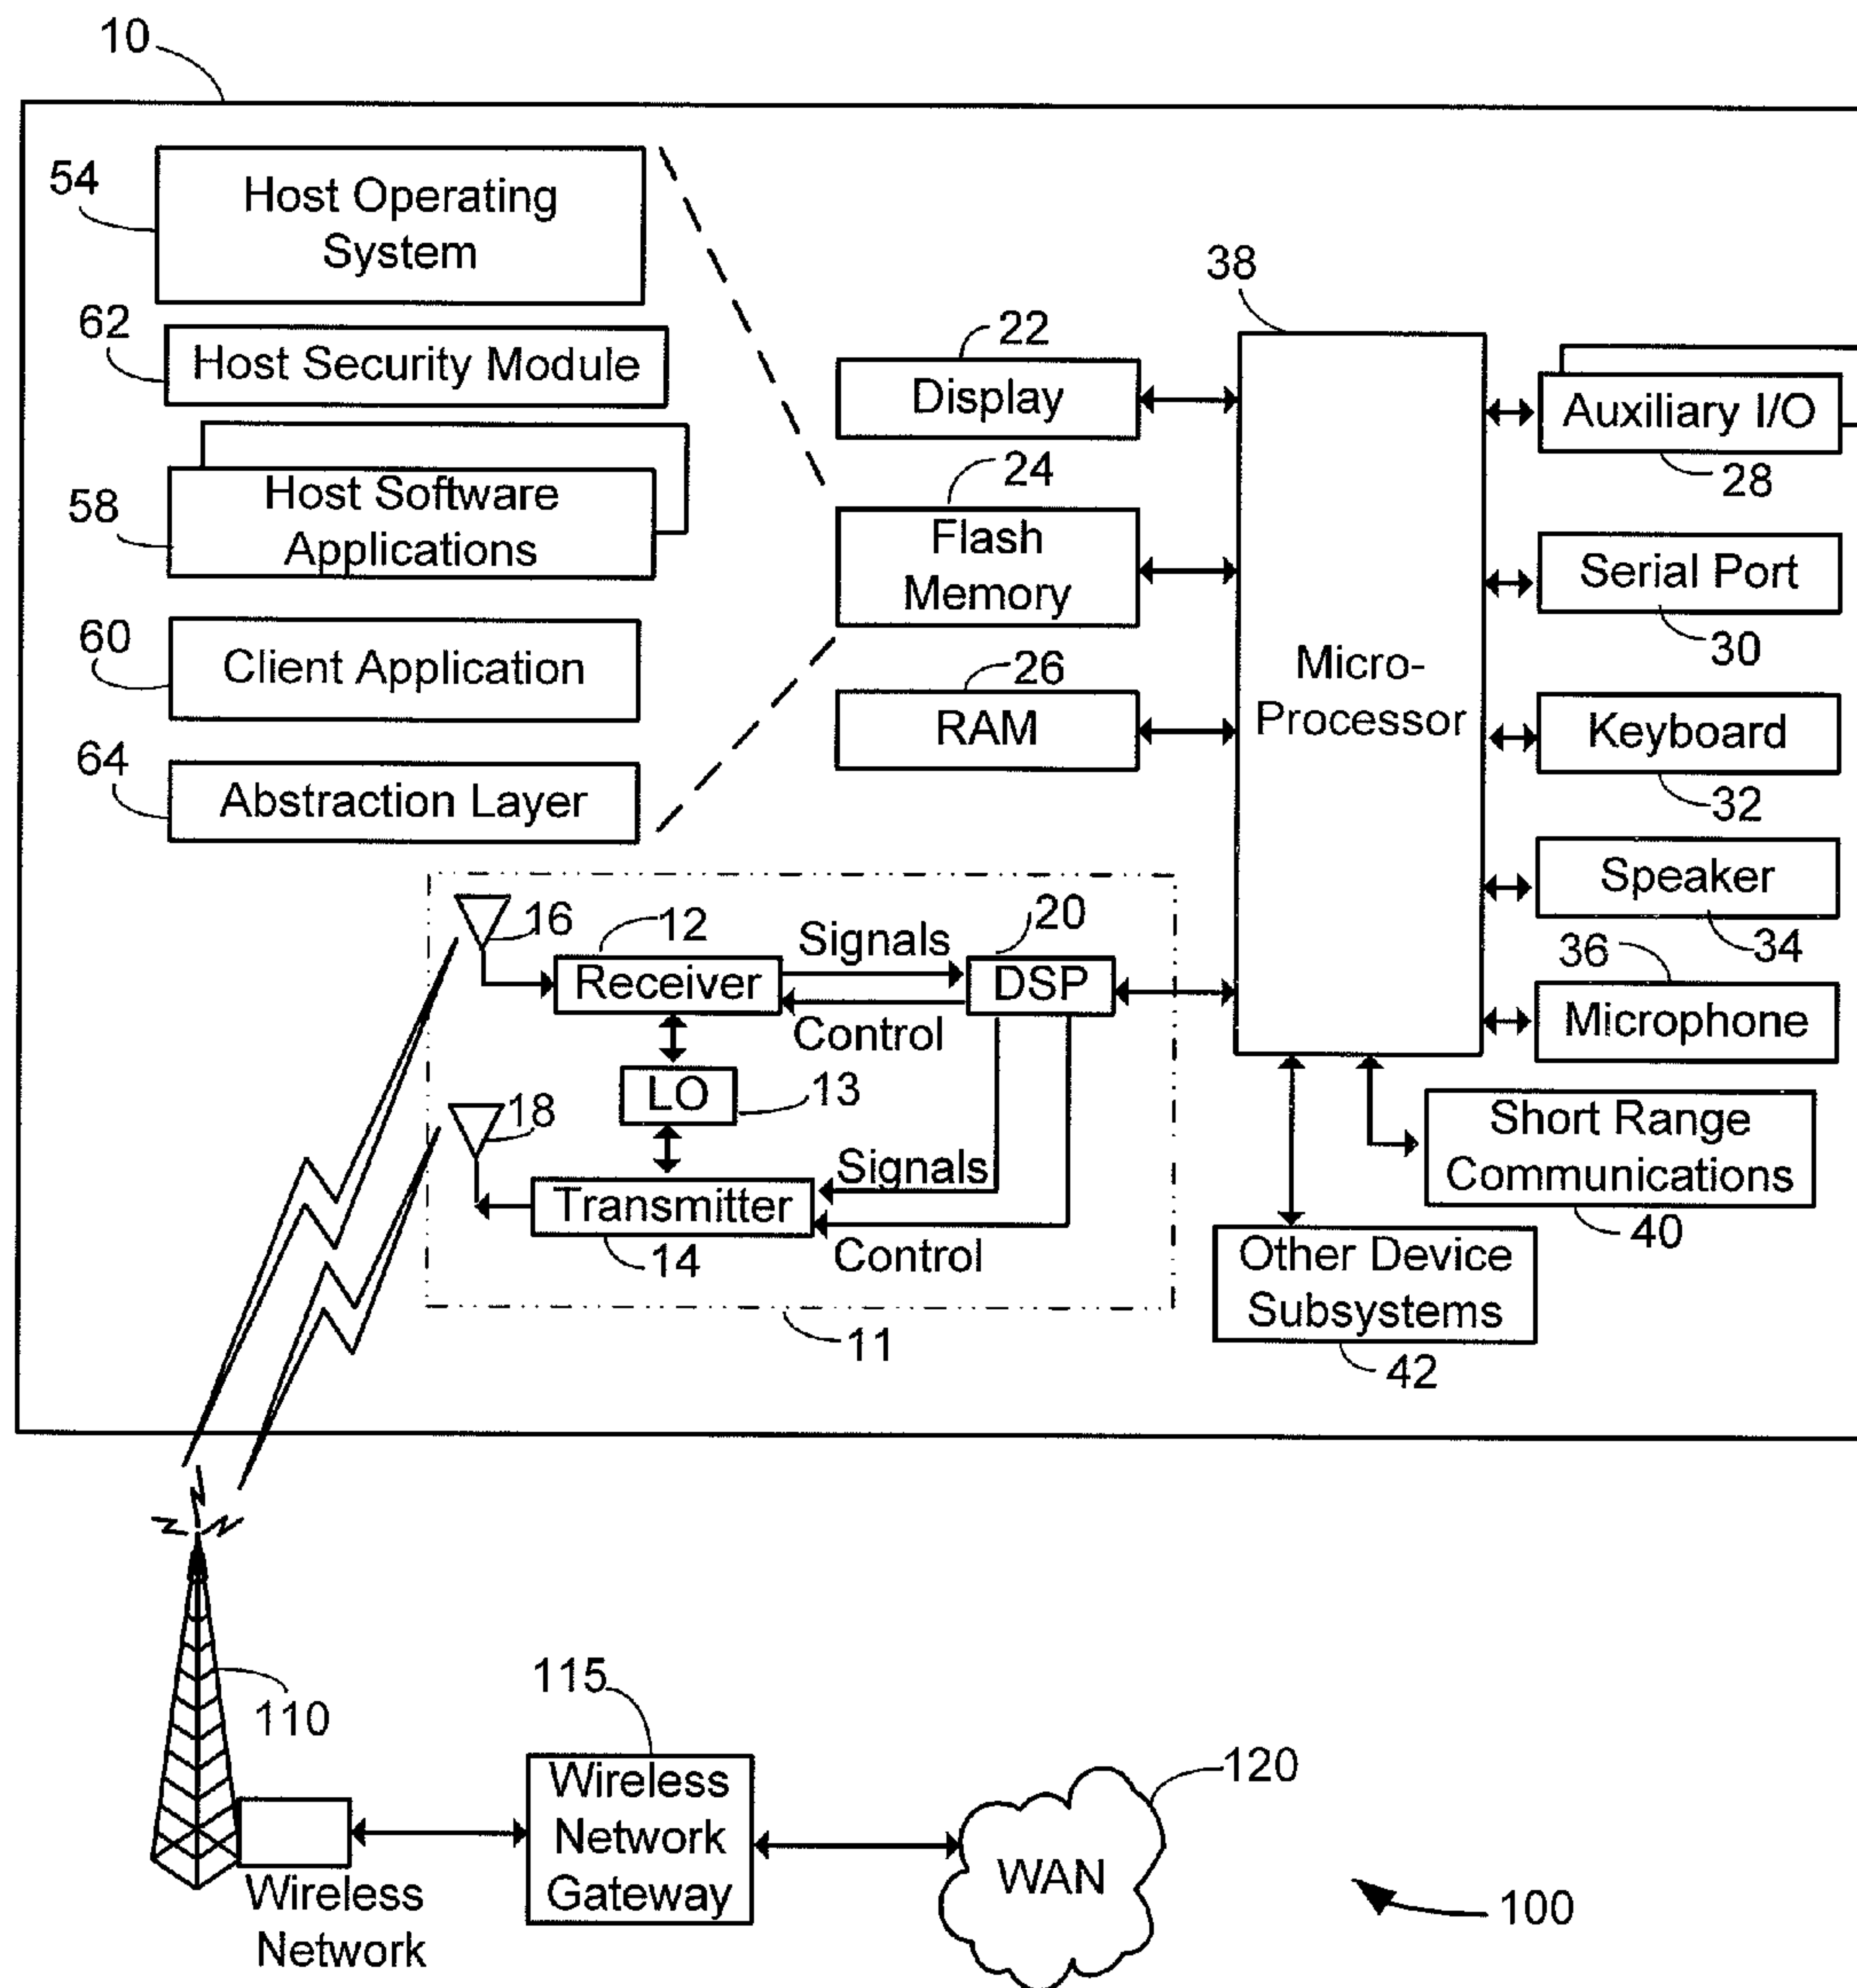 10
54
Host Operating
System
62
Host Security Module
58
Host Software
Applications
60
Client Application
64
Abstraction Layer
22
Display
24
Flash
Memory
26
RAM
38
Micro-
Processor
Auxiliary I/O
28
Serial Port
30
Keyboard
32
Speaker
34
36
Microphone
Short Range
Communications
40
Other Device
Subsystems
42
16
12
Receiver
Signals
20
DSP
Control
LO
13
18
Signals
Transmitter
14
Control
11
110
Wireless
Network
115
Wireless
Network
Gateway
120
WAN
100